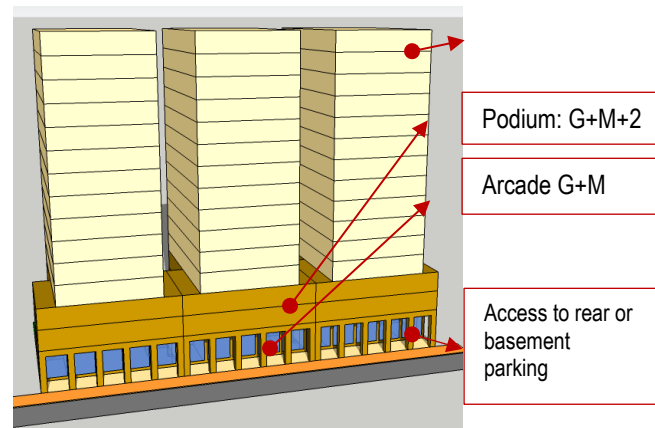 Podium: G+M+2
Arcade G+M
Access to rear or
basement
parking